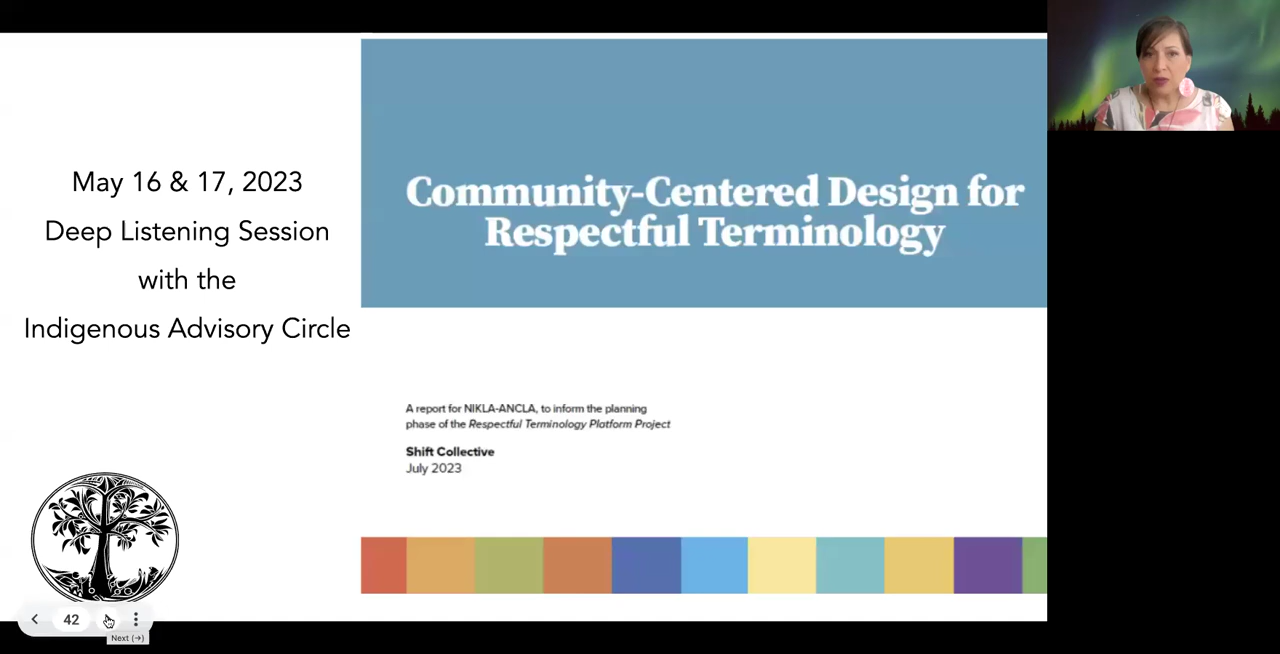 May 16 & 17, 2023
Deep Listening Session
with the
Indigenous Advisory Circle
Community-Centered Design for
Respectful Terminology
A report for NIKLA-ANCLA, to inform the planning
phase of the Respectful Terminology Platform Project
Shift Collective
July 2023
42
Next (→)